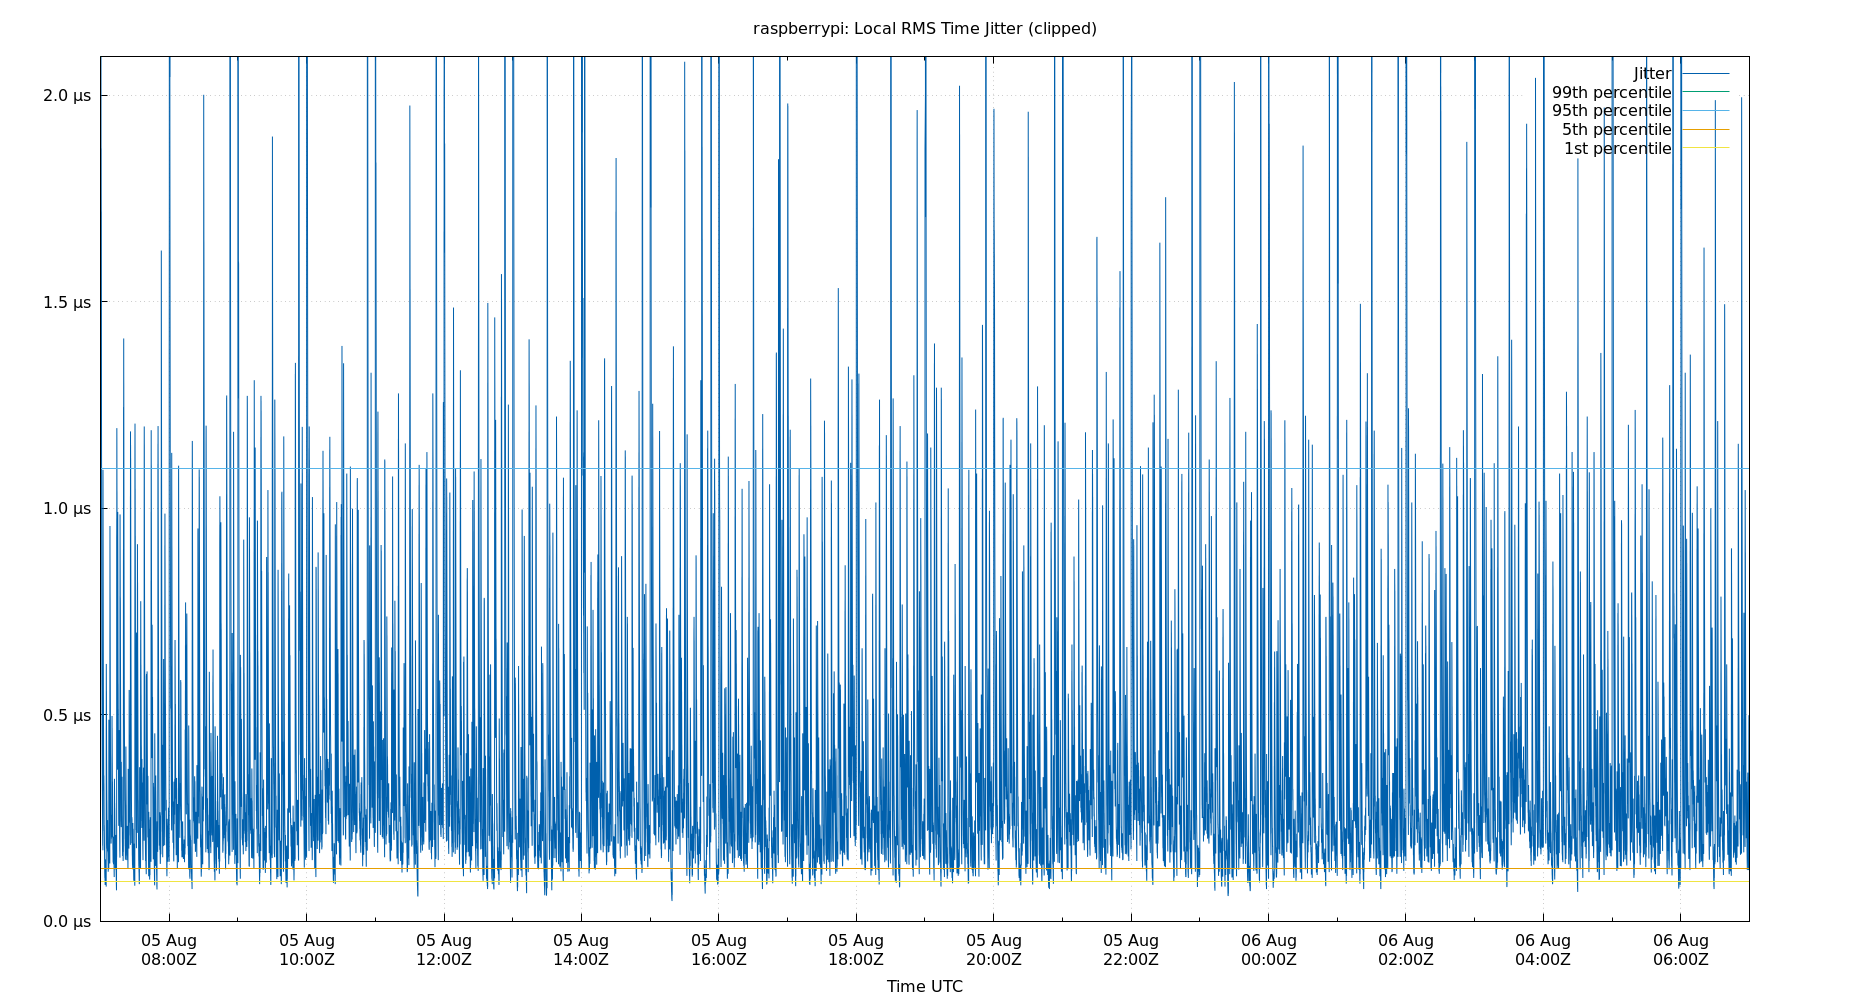 raspberrypi: Local RMS Time Jitter (clipped)
Jitter
99th percentile
95th percentile
5th percentile
1st percentile
2.0 µs
1.5 µs
1.0 µs
0.5 µs
0.0 µs
05 Aug 05 Aug 05 Aug 05 Aug 05 Aug 05 Aug 05 Aug 05 Aug 06 Aug 06 Aug 06 Aug 06 Aug
08:00Z 10:00Z 12:00Z 14:00Z 16:00Z 18:00Z 20:00Z 22:00Z 00:00Z 02:00Z 04:00Z 06:00Z
Time UTC